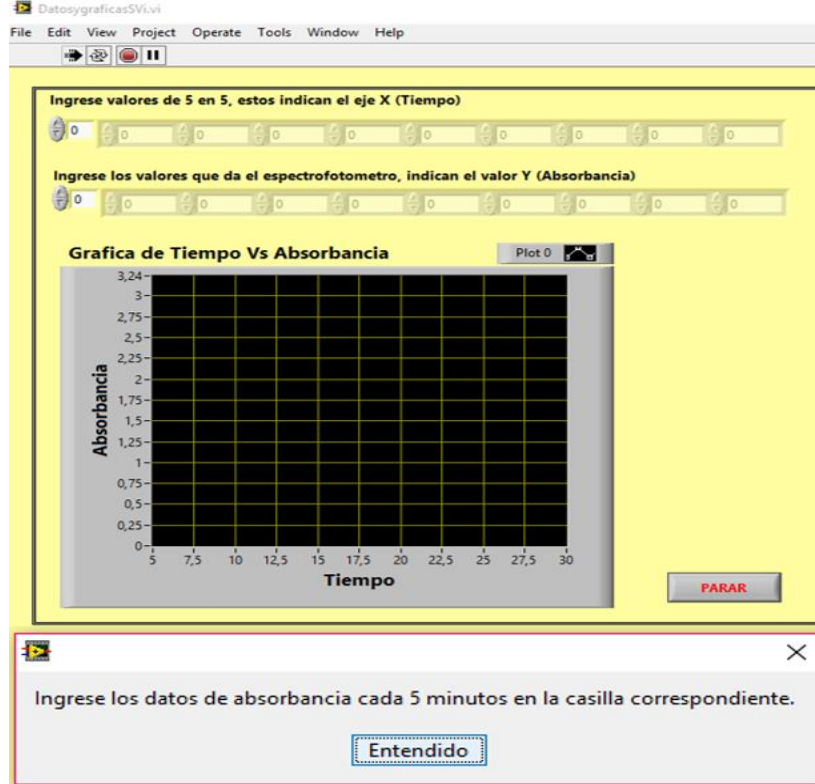 DatosygraficasSVi.vi
File Edit View Project Operate Tools Window Help
Ingrese valores de 5 en 5, estos indican el eje X (Tiempo)
0 0 0 0 0 0 0 0 0 0
Ingrese los valores que da el espectrofotometro, indican el valor Y (Absorbancia)
0 0 0 0 0 0 0 0 0 0
Grafica de Tiempo Vs Absorbancia Plot 0
3,24
3
2,75
2,5
2,25
2
1,75
1,5
1,25
1
0,75
0,5
0,25
0
Absorbancia
5 7,5 10 12,5 15 17,5 20 22,5 25 27,5 30
Tiempo
PARAR
Ingrese los datos de absorbancia cada 5 minutos en la casilla correspondiente.
Entendido